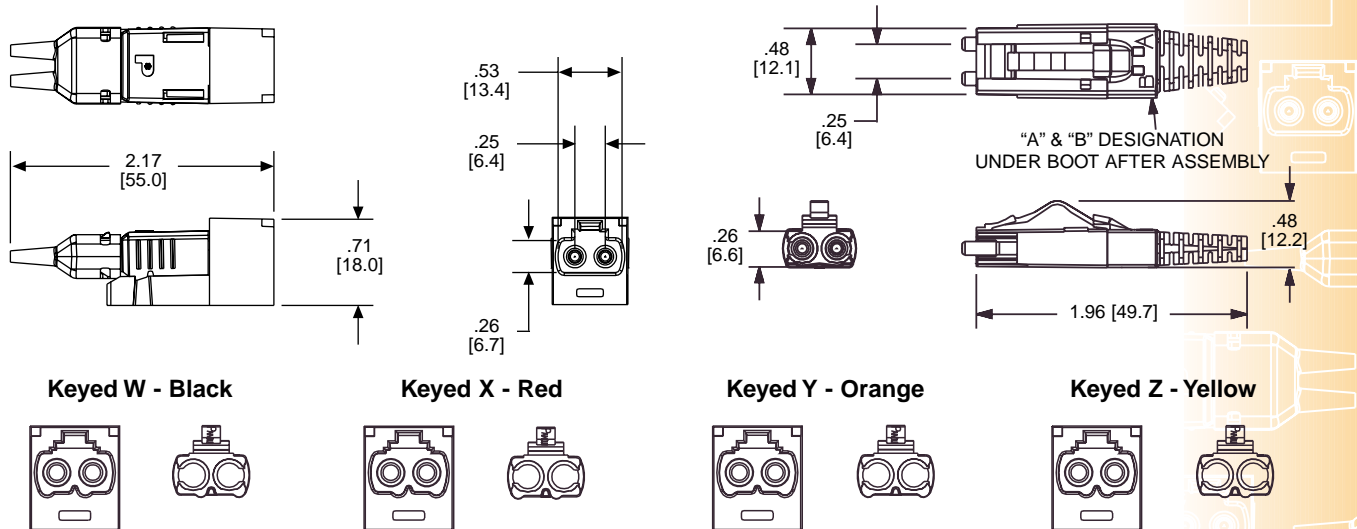 .48
[12.1]
.53
[13.4]
.25
[6.4]
.25
[6.4]
A
B
“A” & “B” DESIGNATION
UNDER BOOT AFTER ASSEMBLY
2.17
[55.0]
.71
[18.0]
.26
[6.6]
.48
[12.2]
.26
[6.7]
1.96 [49.7]
Keyed W - Black
Keyed X - Red
Keyed Y - Orange
Keyed Z - Yellow